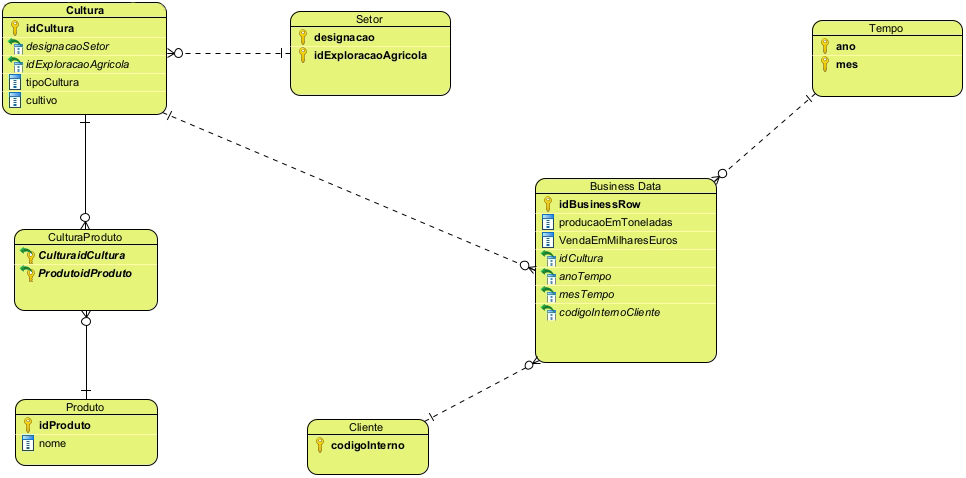 Cultura
idCultura
designacaoSetor
idExploracaoAgricola
tipoCultura
cultivo
Setor
designacao
idExploracaoAgricola
Tempo
ano
mes
Business Data
idBusinessRow
producaoEmToneladas
VendaEmMilharesEuros
idCultura
anoTempo
mesTempo
codigoInternoCliente
CulturaProduto
CulturaidCultura
ProdutoidProduto
Produto
idProduto
nome
Cliente
codigoInterno